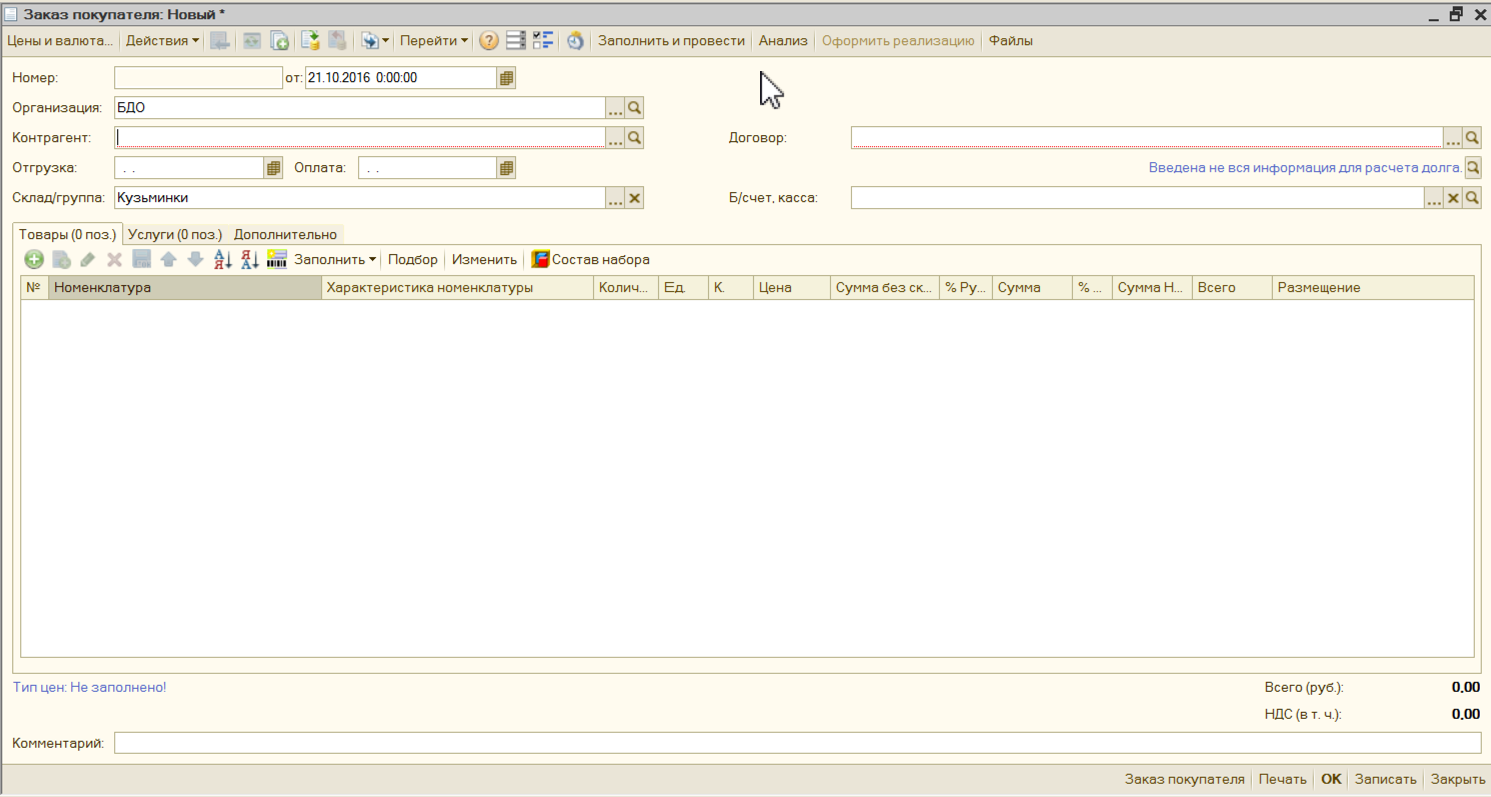 Заказ покупателя: Новый *
Цены и валюта... Действия Перейти Заполнить и провести Анализ Оформить реализацию Файлы
Номер: от: 21.10.2016 0:00:00
Организация: БДО ...
Контрагент: ... Договор: ...
Отгрузка: . . Оплата: . . Введена не вся информация для расчета долга.
Склад/группа: Кузьминки ... Б/счет, касса: ...
Товары (0 поз.) Услуги (0 поз.) Дополнительно
Заполнить Подбор Изменить Состав набора
№ Номенклатура Характеристика номенклатуры Колич... Ед. К. Цена Сумма без ск... % Ру... Сумма % ... Сумма Н... Всего Размещение
Тип цен: Не заполнено! Всего (руб.): 0,00
НДС (в т. ч.): 0,00
Комментарий:
Заказ покупателя Печать OK Записать Закрыть